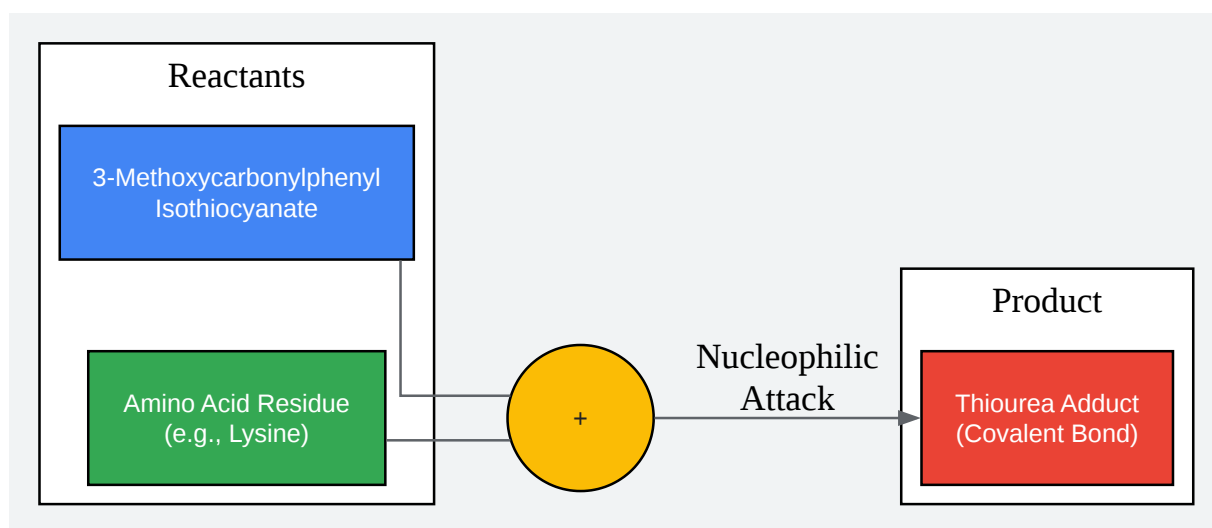 Reactants
3-Methoxycarbonylphenyl
Isothiocyanate
Amino Acid Residue
(e.g., Lysine)
+
Nucleophilic
Attack
Product
Thiourea Adduct
(Covalent Bond)